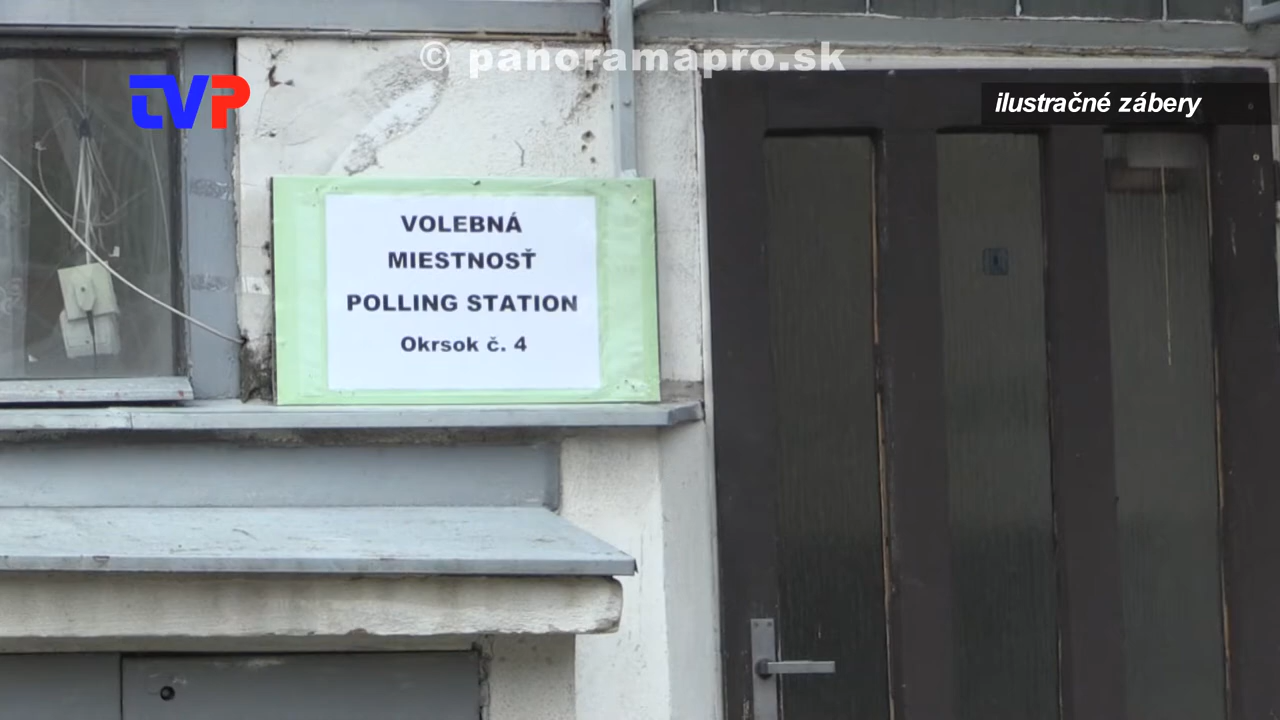 © panoramapro.sk
TVP
ilustračné zábery
VOLEBNÁ
MIESTNOSŤ
POLLING STATION
Okrsok č. 4